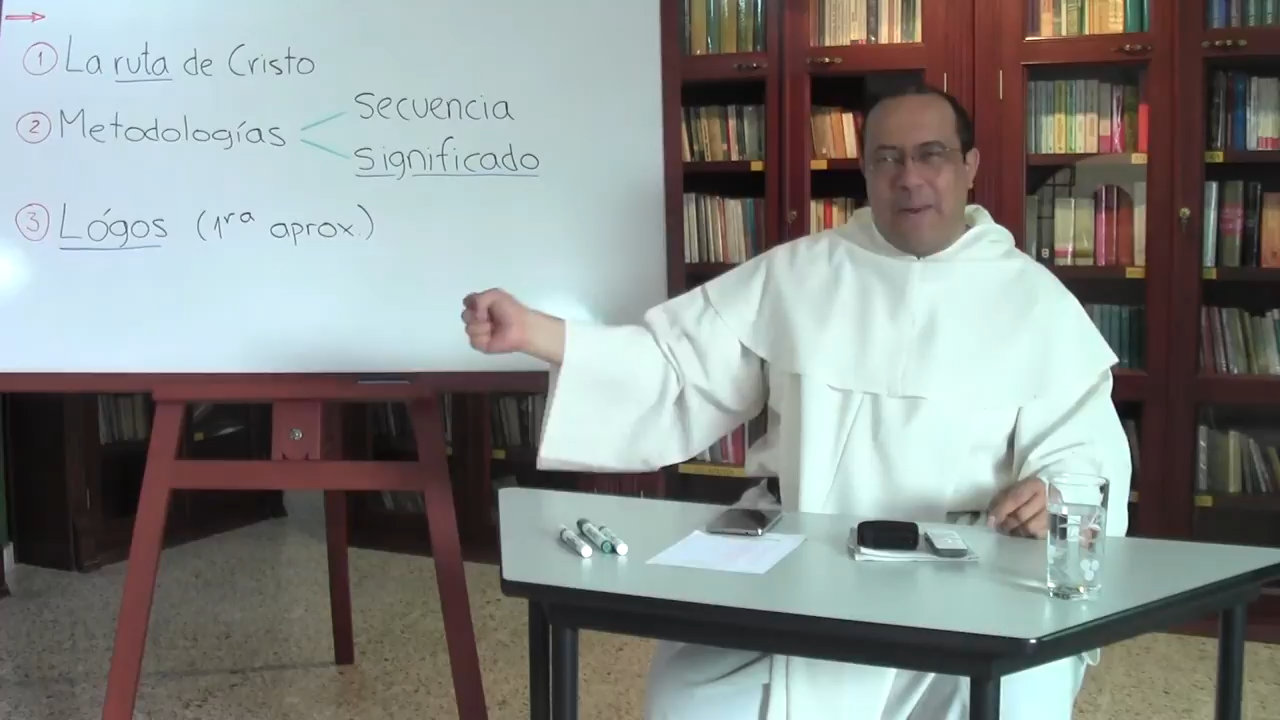 ① La ruta de Cristo
② Metodologías
Secuencia
significado
③ Lógos (1ra aprox.)